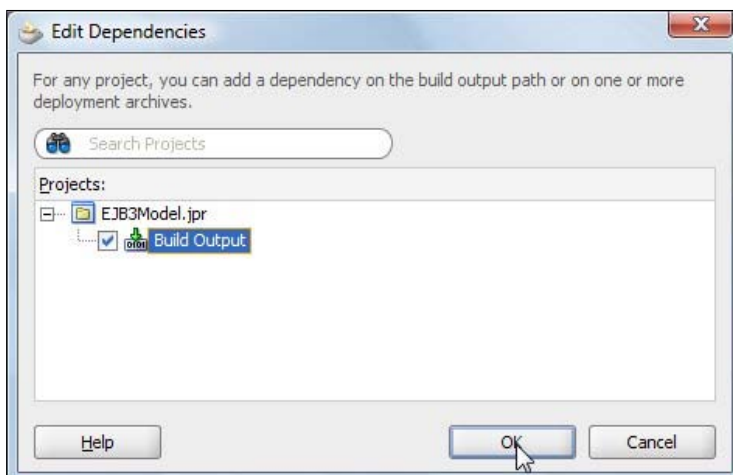 Edit Dependencies
For any project, you can add a dependency on the build output path or on one or more
deployment archives.
Search Projects
Projects:
EJB3Model.jpr
Build Output
Help
OK
Cancel